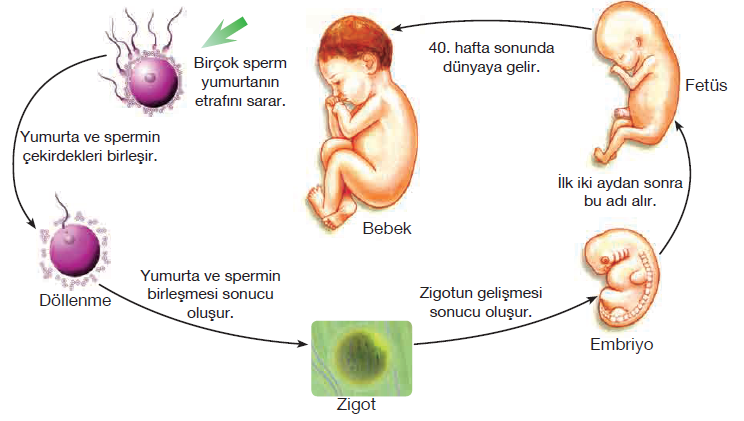 Birçok sperm
yumurtanın
etrafını sarar.
Yumurta ve spermin
çekirdekleri birleşir.
Döllenme
Yumurta ve spermin
birleşmesi sonucu
oluşur.
Zigot
Zigotun gelişmesi
sonucu oluşur.
Embriyo
İlk iki aydan sonra
bu adı alır.
Fetüs
40. hafta sonunda
dünyaya gelir.
Bebek